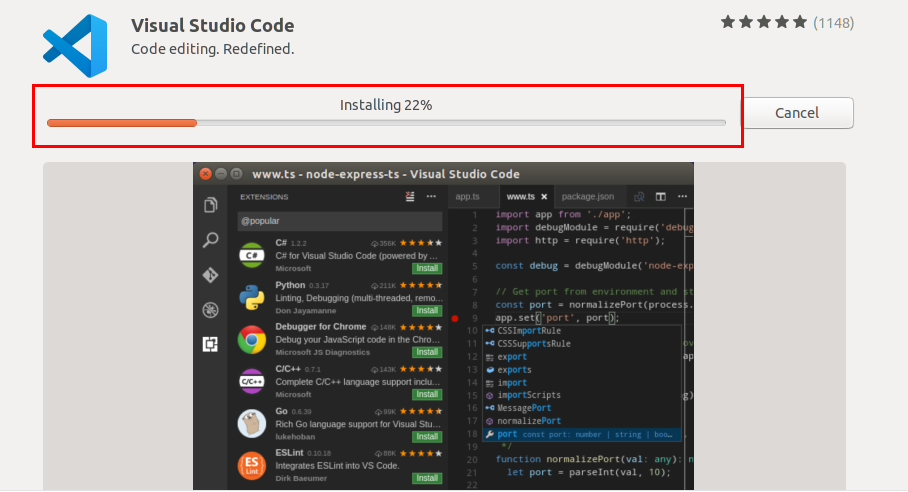 Visual Studio Code
(1148)
Code editing. Redefined.
Installing 22%
Cancel
www.ts - node-express-ts - Visual Studio Code
EXTENSIONS
app.ts
www.ts
package.json
@popular
C# 1.2.2 356K
C# for Visual Studio Code (powered by ...
Microsoft Install
Python 0.3.17 211K
Linting, Debugging (multi-threaded, remo...
Don Jayamanne Install
Debugger for Chrome 148K
Debug your JavaScript code in the Chro...
Microsoft JS Diagnostics Install
C/C++ 0.7.1 143K
Complete C/C++ language support inclu...
Microsoft Install
Go 0.6.39 99K
Rich Go language support for Visual Stu...
lukehoban Install
ESLint 0.10.18 88K
Integrates ESLint into VS Code.
Dirk Baeumer Install
1 import app from './app';
2 import debugModule = require('debug
3 import http = require('http');
4
5 const debug = debugModule('node-exp
6
7 // Get port from environment and st
8 const port = normalizePort(process.
9 app.set('port', port);
10 CSSImportRule
11 CSSSupportsRule
12 export
13 exports
14 import
15 importScripts
16 MessagePort
17 normalizePort
18 port const port: number | string | boo...
19 */
20 function normalizePort(val: any): n
21 let port = parseInt(val, 10);
22